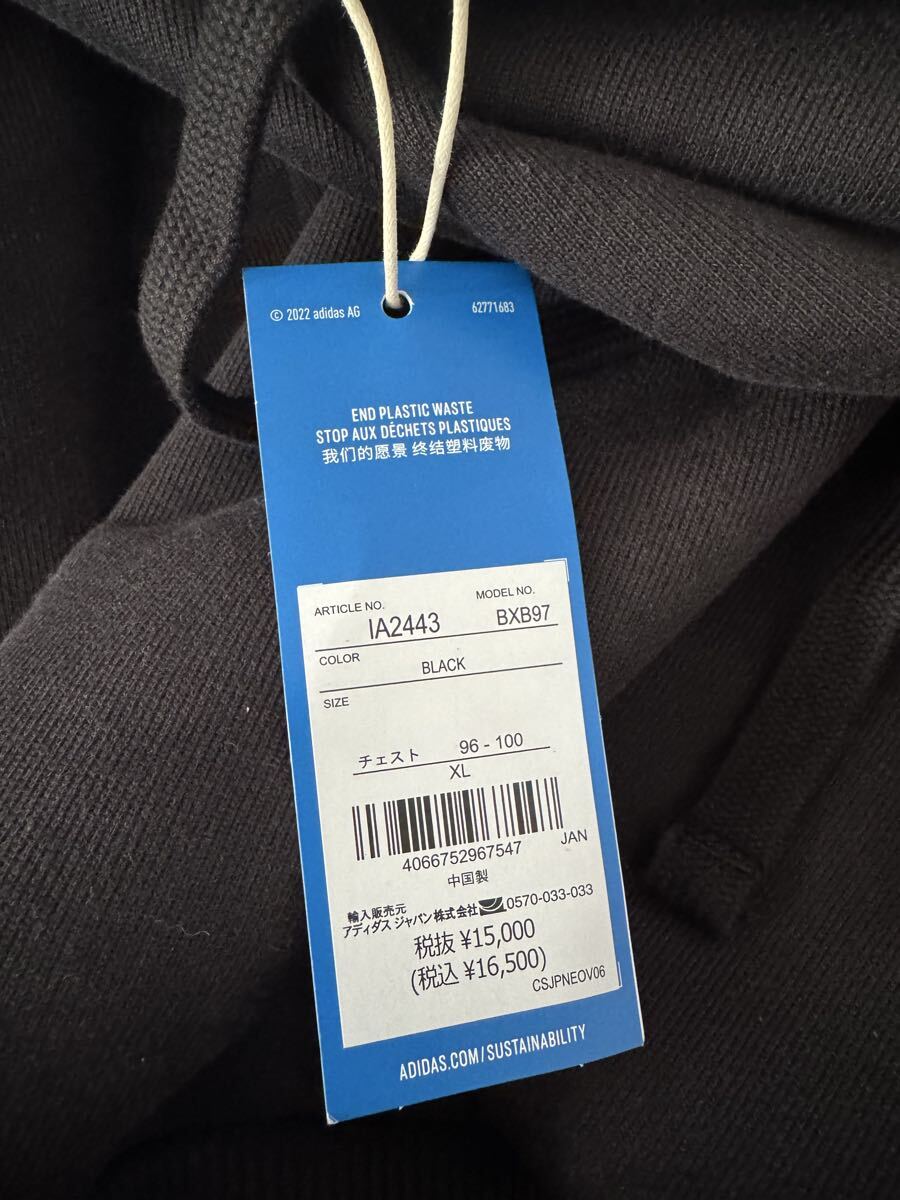 © 2022 adidas AG 62771683
END PLASTIC WASTE
STOP AUX DÉCHETS PLASTIQUES
我们的愿景 终结塑料废物
ARTICLE NO. MODEL NO.
IA2443 BXB97
COLOR
BLACK
SIZE
チェスト 96 - 100
XL
4066752967547 JAN
中国製
輸入販売元
アディダス ジャパン株式会社 0570-033-033
税抜 ¥15,000
(税込 ¥16,500)
CSJPNEOV06
ADIDAS.COM/SUSTAINABILITY